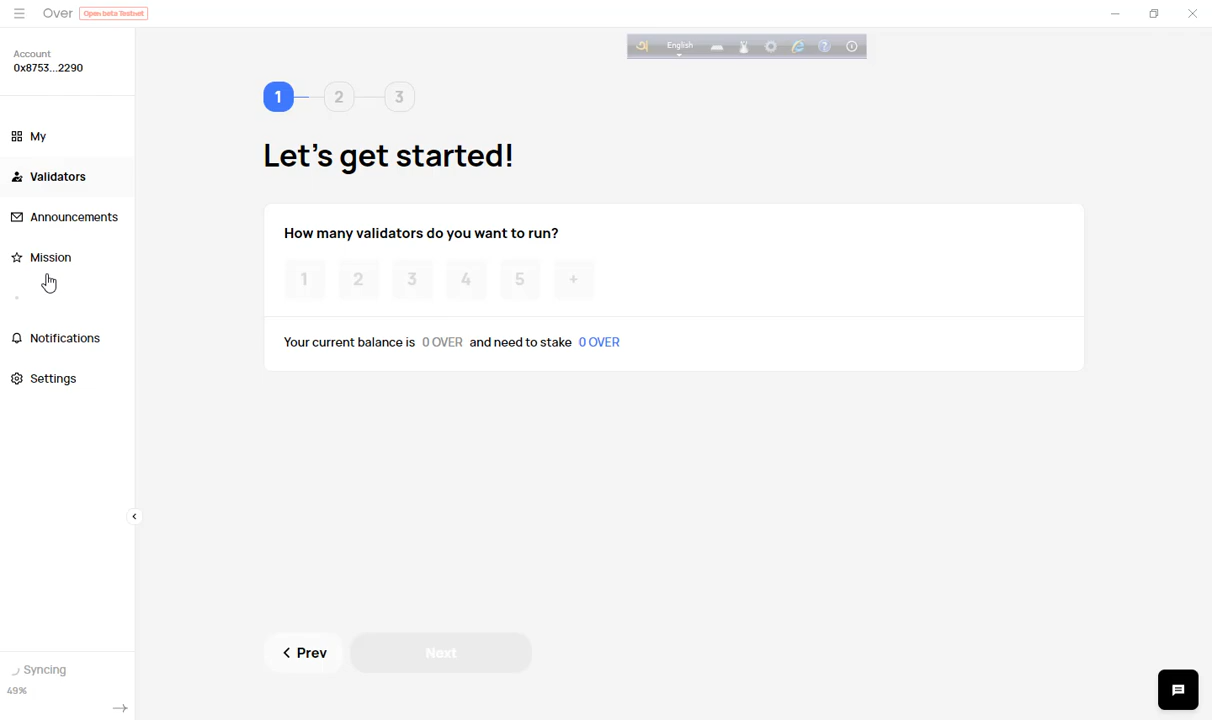 Over Open beta Testnet
Account
0x8753...2290
My
Validators
Announcements
Mission
Notifications
Settings
Syncing
49%
অ English
1 2 3
Let's get started!
How many validators do you want to run?
1 2 3 4 5 +
Your current balance is 0 OVER and need to stake 0 OVER
Prev Next